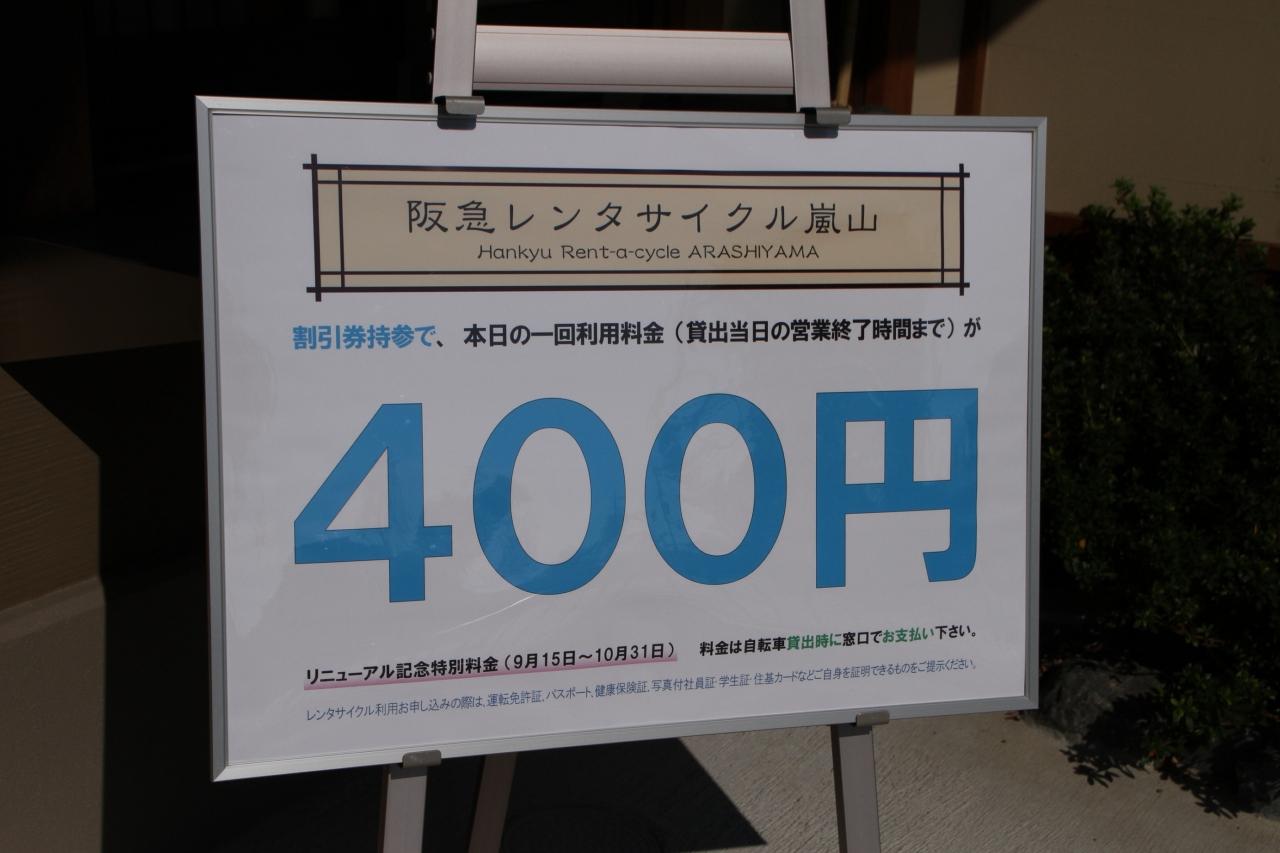 阪急レンタサイクル嵐山
Hankyu Rent-a-cycle ARASHIYAMA
割引券持参で、本日の一回利用料金（貸出当日の営業終了時間まで）が
400円
リニューアル記念特別料金（9月15日～10月31日） 料金は自転車貸出時に窓口でお支払い下さい。
レンタサイクル利用お申し込みの際は、運転免許証、パスポート、健康保険証、写真付社員証・学生証・住基カードなどご自身を証明できるものをご提示ください。